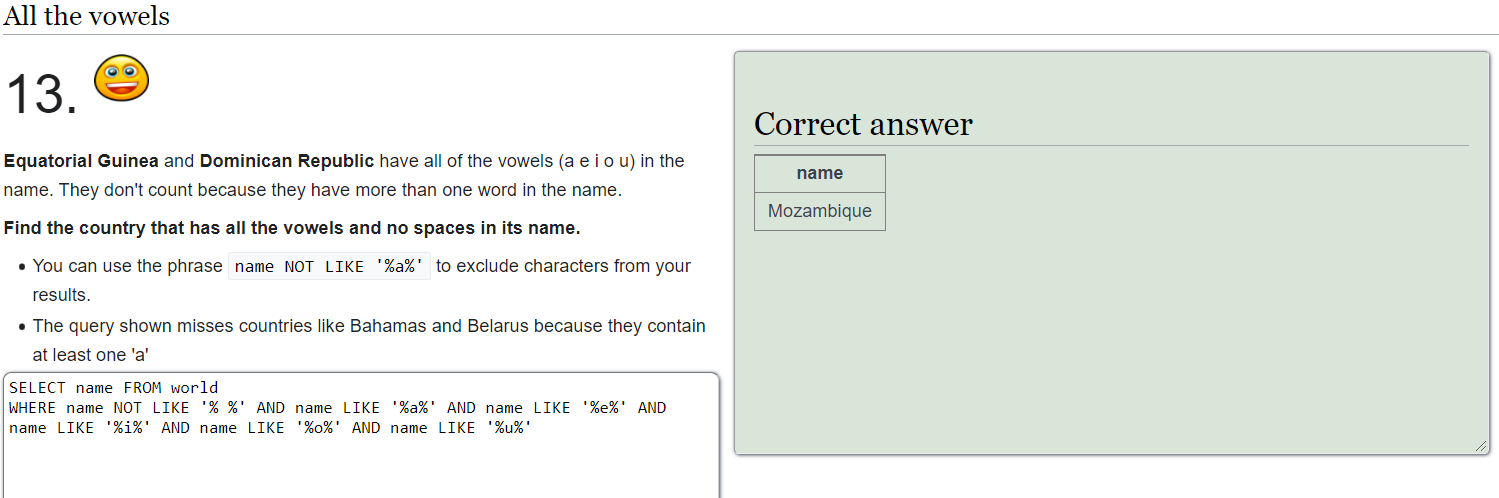 All the vowels
13.
Equatorial Guinea and Dominican Republic have all of the vowels (a e i o u) in the
name. They don't count because they have more than one word in the name.
Find the country that has all the vowels and no spaces in its name.
• You can use the phrase name NOT LIKE '%a%' to exclude characters from your
results.
• The query shown misses countries like Bahamas and Belarus because they contain
at least one 'a'
SELECT name FROM world
WHERE name NOT LIKE '% %' AND name LIKE '%a%' AND name LIKE '%e%' AND
name LIKE '%i%' AND name LIKE '%o%' AND name LIKE '%u%'
Correct answer
name
Mozambique